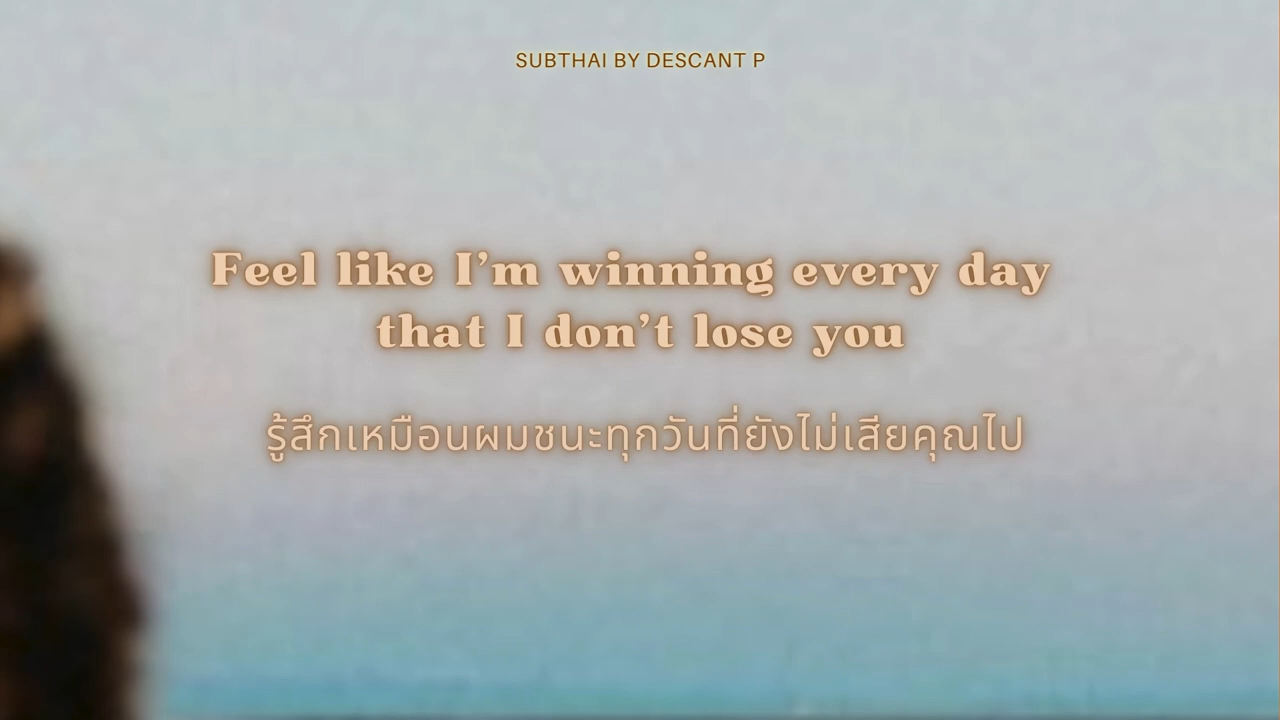 SUBTHAI BY DESCANT P
Feel like I’m winning every day
that I don’t lose you
รู้สึกเหมือนผมชนะทุกวันที่ยังไม่เสียคุณไป